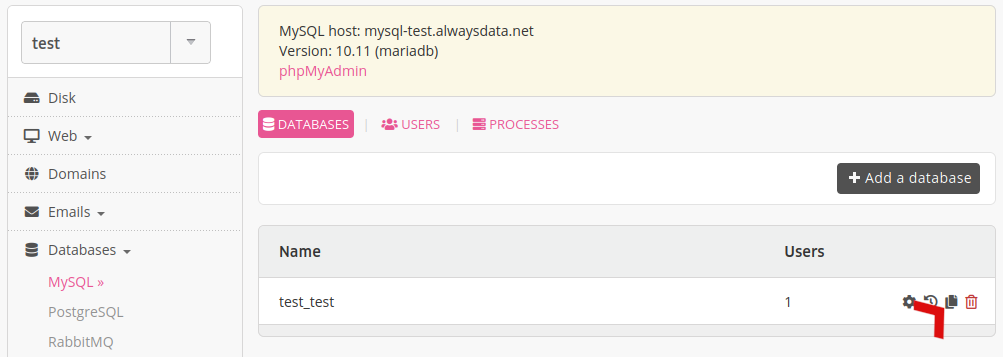 test
Disk
Web
Domains
Emails
Databases
MySQL »
PostgreSQL
RabbitMQ
MySQL host: mysql-test.alwaysdata.net
Version: 10.11 (mariadb)
phpMyAdmin
DATABASES | USERS | PROCESSES
+ Add a database
Name Users
test_test 1